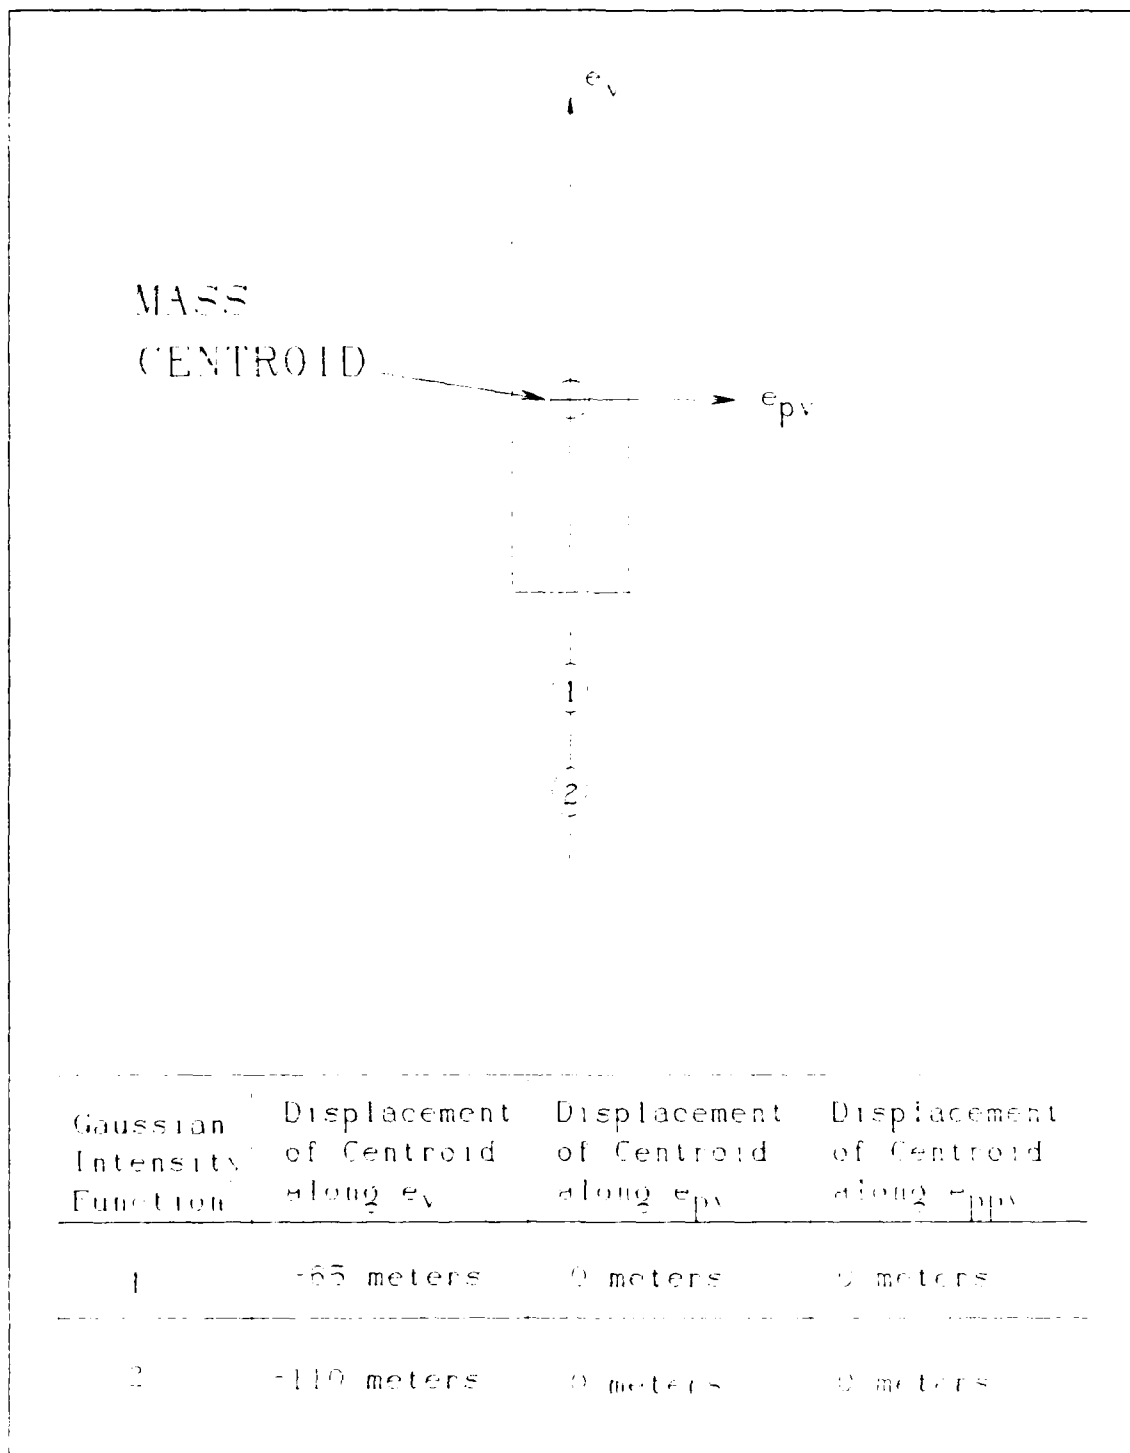 e_v
MASS
CENTROID
e_pv
1
2
Gaussian Intensity Function
Displacement of Centroid along e_v
Displacement of Centroid along e_pv
Displacement of Centroid along e_ppv
1 -65 meters 0 meters 0 meters
2 -110 meters 0 meters 0 meters